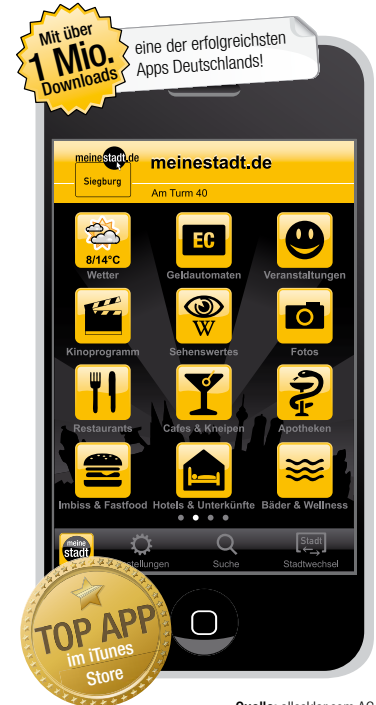 Mit über
1 Mio.
Downloads
eine der erfolgreichsten
Apps Deutschlands!
meinestadt.de
Siegburg
meinestadt.de
Am Turm 40
8/14°C
EC
W
Wetter
Geldautomaten
Veranstaltungen
Kinoprogramm
Sehenswertes
Fotos
Restaurants
Cafes & Kneipen
Apotheken
Imbiss & Fastfood
Hotels & Unterkünfte
Bäder & Wellness
meine
stadt
Stadt
stellungen
Suche
Stadtwechsel
TOP APP
im iTunes
Store